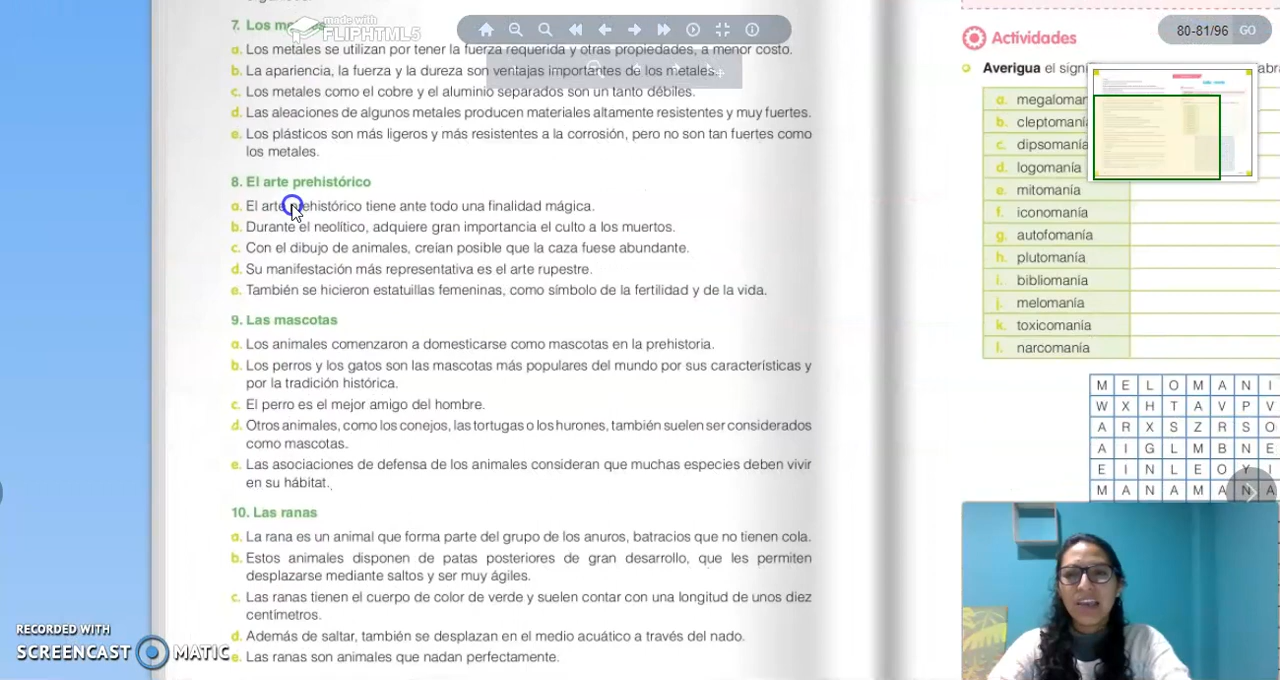 7. Los
made with
FLIPHTML5
a. Los metales se utilizan por tener la fuerza requerida y otras propiedades, a menor costo.
b. La apariencia, la fuerza y la dureza son ventajas importantes de los metales.
c. Los metales como el cobre y el aluminio separados son un tanto débiles.
d. Las aleaciones de algunos metales producen materiales altamente resistentes y muy fuertes.
e. Los plásticos son más ligeros y más resistentes a la corrosión, pero no son tan fuertes como
los metales.
8. El arte prehistórico
a. El arte prehistórico tiene ante todo una finalidad mágica.
b. Durante el neolítico, adquiere gran importancia el culto a los muertos.
c. Con el dibujo de animales, creían posible que la caza fuese abundante.
d. Su manifestación más representativa es el arte rupestre.
e. También se hicieron estatuillas femeninas, como símbolo de la fertilidad y de la vida.
9. Las mascotas
a. Los animales comenzaron a domesticarse como mascotas en la prehistoria.
b. Los perros y los gatos son las mascotas más populares del mundo por sus características y
por la tradición histórica.
c. El perro es el mejor amigo del hombre.
d. Otros animales, como los conejos, las tortugas o los hurones, también suelen ser considerados
como mascotas.
e. Las asociaciones de defensa de los animales consideran que muchas especies deben vivir
en su hábitat.
10. Las ranas
a. La rana es un animal que forma parte del grupo de los anuros, batracios que no tienen cola.
b. Estos animales disponen de patas posteriores de gran desarrollo, que les permiten
desplazarse mediante saltos y ser muy ágiles.
c. Las ranas tienen el cuerpo de color de verde y suelen contar con una longitud de unos diez
centímetros.
d. Además de saltar, también se desplazan en el medio acuático a través del nado.
e. Las ranas son animales que nadan perfectamente.
RECORDED WITH
SCREENCAST MATIC
80-81/96 GO
Actividades
Averigua el
a. megaloman
b. cleptomanía
c. dipsomanía
d. logomanía
e. mitomanía
f. iconomanía
g. autofomanía
h. plutomanía
i. bibliomanía
j. melomanía
k. toxicomanía
l. narcomanía
M E L O M A N I
W X H T A V P V
A R X S Z R S O
A I G L M B N E
E I N L E O Y I
M A N A M A N A